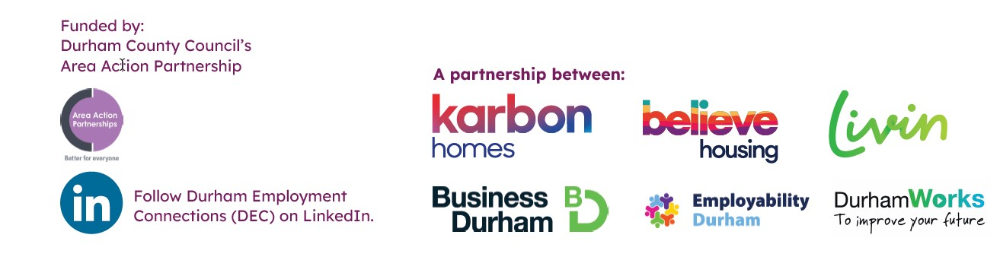 Funded by:
Durham County Council's
Area Action Partnership
Area Action
Partnerships
Better for everyone
in
Follow Durham Employment
Connections (DEC) on LinkedIn.
A partnership between:
karbon
homes
believe
housing
Livin
Business
Durham
BD
Employability
Durham
DurhamWorks
To improve your future